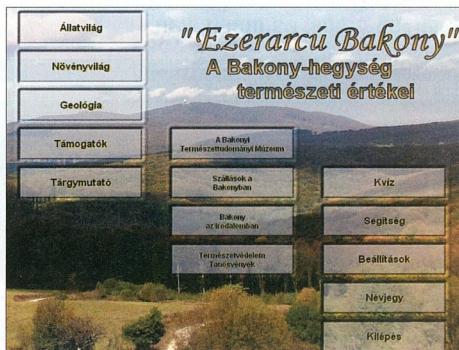 "Ezerarcú Bakony"
A Bakony-hegység
természeti értékei
Állatvilág
Növényvilág
Geológia
Támogatók
Tárgymutató
A Bakonyi
Természettudományi Múzeum
Szállások a
Bakonyban
Bakony
az irodalomban
Természetvédelem
Tanösvények
Kvíz
Segítség
Beállítások
Névjegy
Kilépés